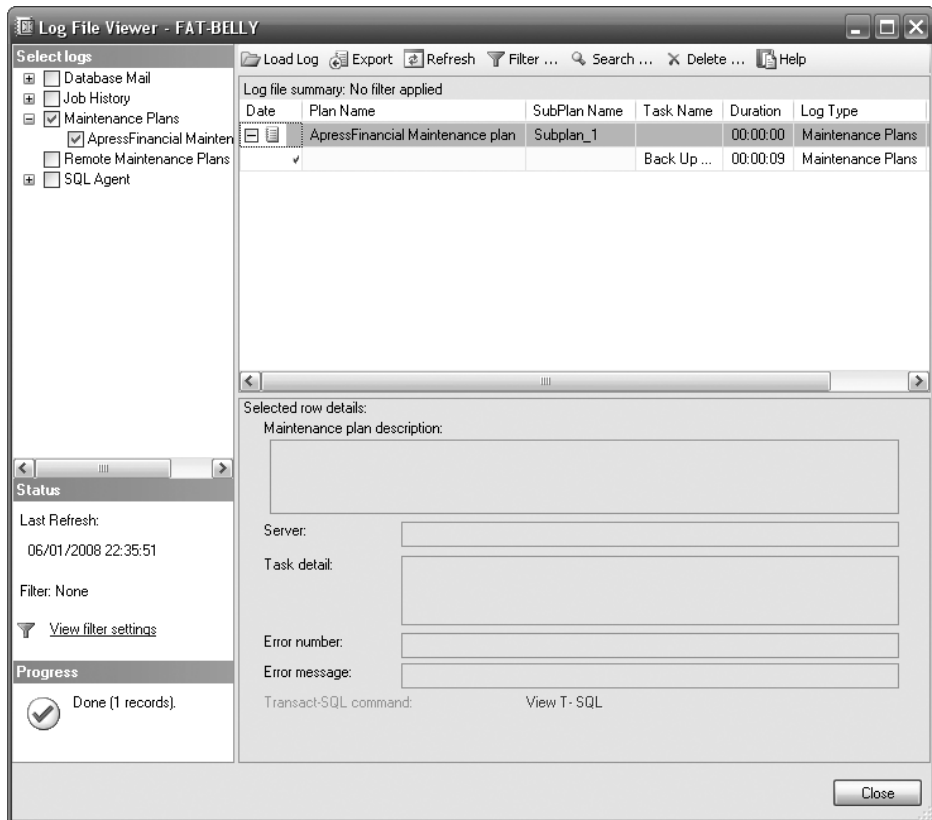 Log File Viewer - FAT-BELLY
Select logs
Database Mail
Job History
Maintenance Plans
ApressFinancial Mainten
Remote Maintenance Plans
SQL Agent
Load Log Export Refresh Filter ... Search ... Delete ... Help
Log file summary: No filter applied
Date Plan Name SubPlan Name Task Name Duration Log Type
ApressFinancial Maintenance plan Subplan_1 00:00:00 Maintenance Plans
Back Up ... 00:00:09 Maintenance Plans
Selected row details:
Maintenance plan description:
Server:
Task detail:
Error number:
Error message:
Transact-SQL command: View T- SQL
Status
Last Refresh:
06/01/2008 22:35:51
Filter: None
View filter settings
Progress
Done (1 records).
Close